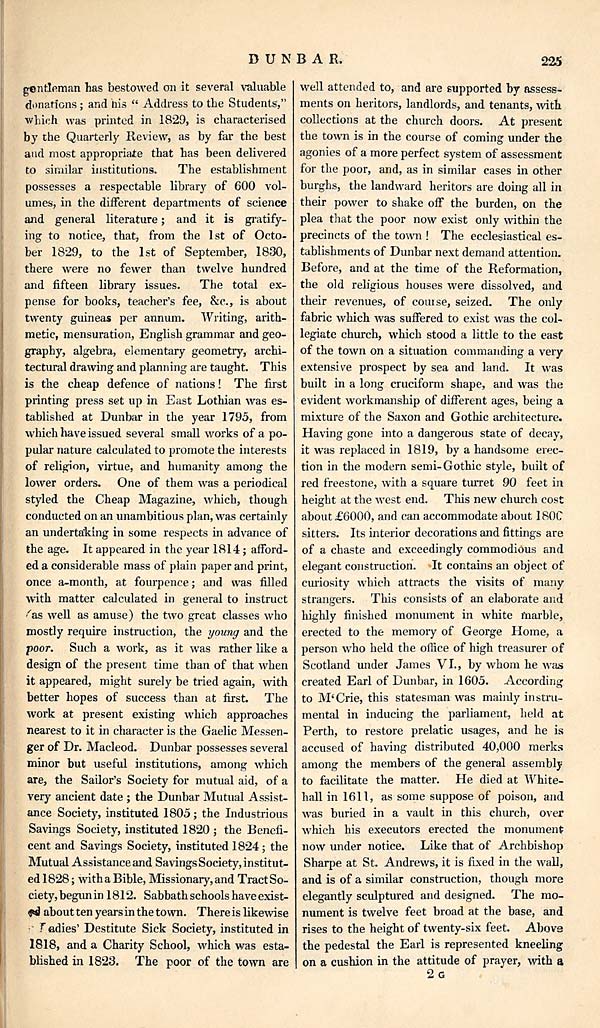 DUNBAR.
225
gentleman has bestowed on it several valuable
donations; and his “ Address to the Students,”
which was printed in 1829, is characterised
by the Quarterly Review, as by far the best
and most appropriate that has been delivered
to similar institutions. The establishment
possesses a respectable library of 600 vol-
umes, in the different departments of science
and general literature; and it is gratify-
ing to notice, that, from the 1st of Octo-
ber 1829, to the 1st of September, 1830,
there were no fewer than twelve hundred
and fifteen library issues. The total ex-
pense for books, teacher's fee, &c., is about
twenty guineas per annum. Writing, arith-
metic, mensuration, English grammar and geo-
graphy, algebra, elementary geometry, archi-
tectural drawing and planning are taught. This
is the cheap defence of nations! The first
printing press set up in East Lothian was es-
tablished at Dunbar in the year 1795, from
which have issued several small works of a po-
pular nature calculated to promote the interests
of religion, virtue, and humanity among the
lower orders. One of them was a periodical
styled the Cheap Magazine, which, though
conducted on an unambitious plan, was certainly
an undertaking in some respects in advance of
the age. It appeared in the year 1814; afford-
ed a considerable mass of plain paper and print,
once a-month, at fourpence; and was filled
with matter calculated in general to instruct
(as well as amuse) the two great classes who
mostly require instruction, the young and the
poor. Such a work, as it was rather like a
design of the present time than of that when
it appeared, might surely be tried again, with
better hopes of success than at first. The
work at present existing which approaches
nearest to it in character is the Gaelic Messen-
ger of Dr. Macleod. Dunbar possesses several
minor but useful institutions, among which
are, the Sailor's Society for mutual aid, of a
very ancient date; the Dunbar Mutual Assist-
ance Society, instituted 1805; the Industrious
Savings Society, instituted 1820; the Benefi-
cent and Savings Society, instituted 1824; the
Mutual Assistance and Savings Society, institut-
ed 1828; with a Bible, Missionary, and Tract So-
ciety, begun in 1812. Sabbath schools have exist-
ed about ten years in the town. There is likewise
Ladies' Destitute Sick Society, instituted in
1818, and a Charity School, which was esta-
blished in 1823. The poor of the town are
well attended to, and are supported by assess-
ments on heritors, landlords, and tenants, with
collections at the church doors. At present
the town is in the course of coming under the
agonies of a more perfect system of assessment
for the poor, and, as in similar cases in other
burghs, the landward heritors are doing all in
their power to shake off the burden, on the
plea that the poor now exist only within the
precincts of the town! The ecclesiastical es-
tablishments of Dunbar next demand attention.
Before, and at the time of the Reformation,
the old religious houses were dissolved, and
their revenues, of course, seized. The only
fabric which was suffered to exist was the col-
legiate church, which stood a little to the east
of the town on a situation commanding a very
extensive prospect by sea and land. It was
built in a long cruciform shape, and was the
evident workmanship of different ages, being a
mixture of the Saxon and Gothic architecture.
Having gone into a dangerous state of decay,
it was replaced in 1819, by a handsome erec-
tion in the modern semi-Gothic style, built of
red freestone, with a square turret 90 feet in
height at the west end. This new church cost
about £6000, and can accommodate about 1800
sitters. Its interior decorations and fittings are
of a chaste and exceedingly commodious and
elegant construction. It contains an object of
curiosity which attracts the visits of many
strangers. This consists of an elaborate and
highly finished monument in white marble,
erected to the memory of George Home, a
person who held the office of high treasurer of
Scotland under James VI., by whom he was
created Earl of Dunbar, in 1605. According
to M‘Crie, this statesman was mainly instru-
mental in inducing the parliament, held at
Perth, to restore prelatic usages, and he is
accused of having distributed 40,000 merks
among the members of the general assembly
to facilitate the matter. He died at White-
hall in 1611, as some suppose of poison, and
was buried in a vault in this church, over
which his executors erected the monument
now under notice. Like that of Archbishop
Sharpe at St. Andrews, it is fixed in the wall,
and is of a similar construction, though more
elegantly sculptured and designed. The mo-
nument is twelve feet broad at the base, and
rises to the height of twenty-six feet. Above
the pedestal the Earl is represented kneeling
on a cushion in the attitude of prayer, with a
2 G